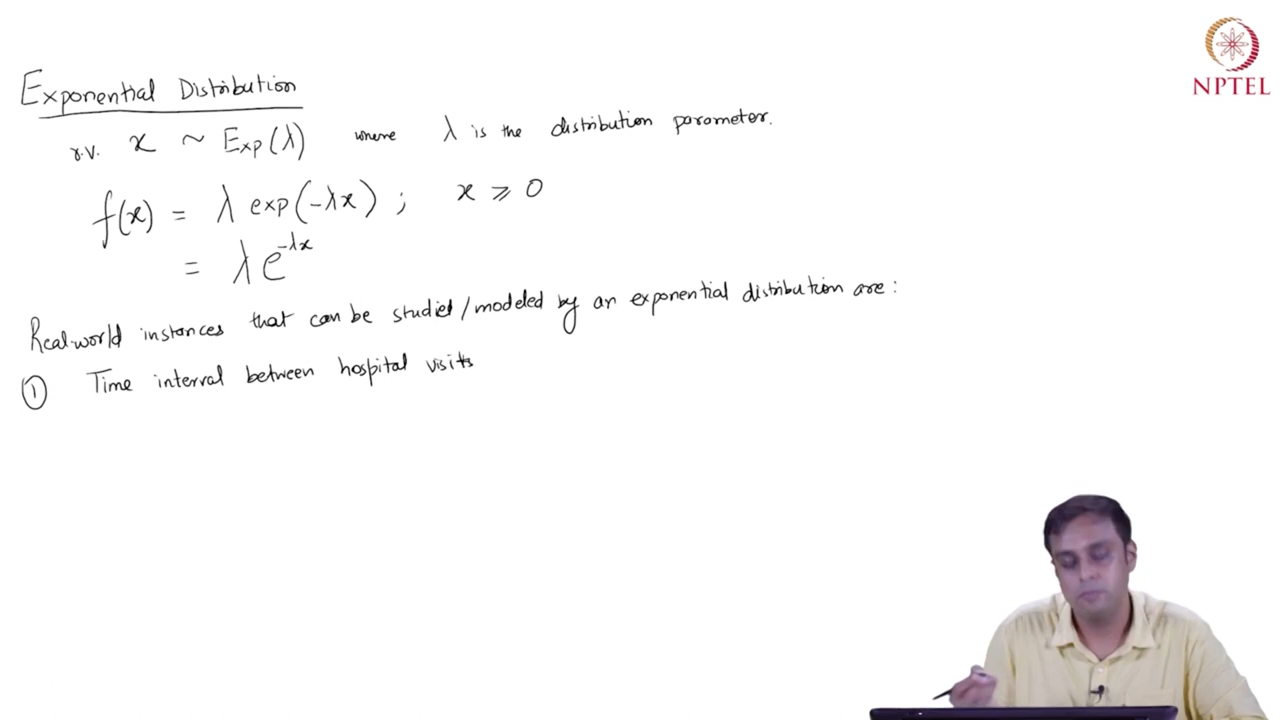 NPTEL
Exponential Distribution
r.v. x ~ Exp(λ) where λ is the distribution parameter.
f(x) = λ exp(-λx) ; x ≥ 0
= λ e^{-λx}
Real world instances that can be studied/modeled by an exponential distribution are:
① Time interval between hospital visits